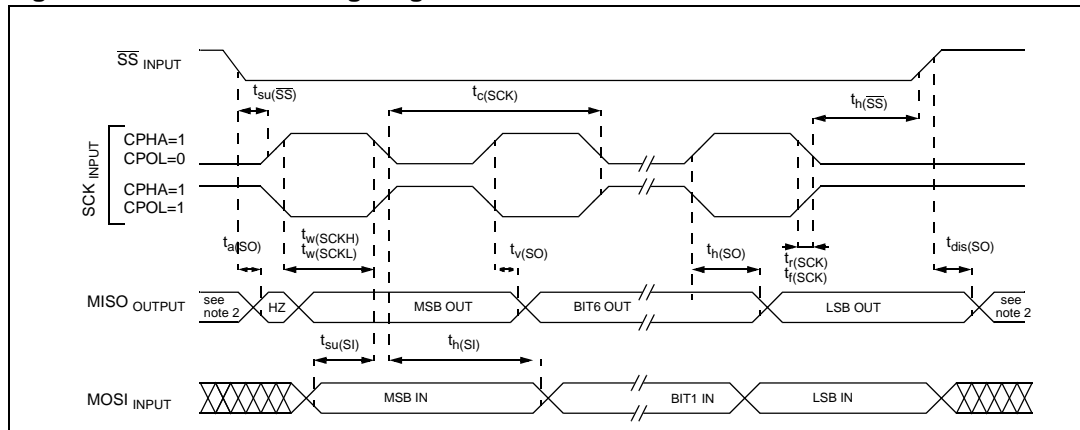 SS INPUT
tsu(SS)
tc(SCK)
th(SS)
SCK INPUT
CPHA=1
CPOL=0
CPHA=1
CPOL=1
ta(SO)
tw(SCKH)
tw(SCKL)
tv(SO)
th(SO)
tr(SCK)
tf(SCK)
tdis(SO)
MISO OUTPUT
see
note 2
HZ
MSB OUT
BIT6 OUT
LSB OUT
see
note 2
tsu(SI)
th(SI)
MOSI INPUT
MSB IN
BIT1 IN
LSB IN